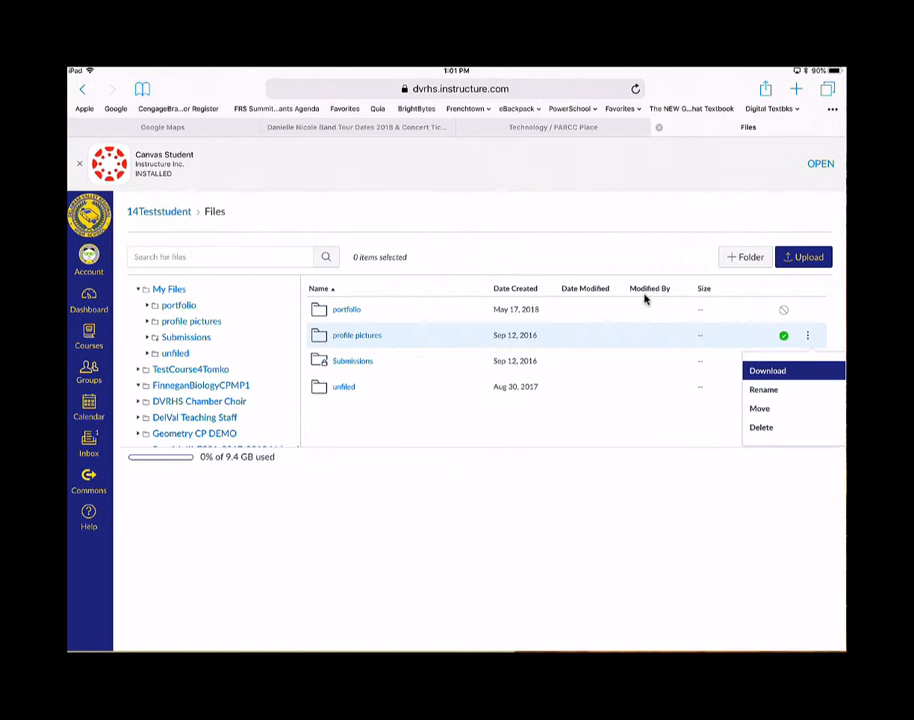 iPad 1:01 PM 90%
dvrhs.instructure.com
Apple Google CengageBra...or Register FRS Summit...ants Agenda Favorites Quia BrightBytes Frenchtown eBackpack PowerSchool Favorites The NEW G...hat Textbook Digital Textbks •••
Google Maps Danielle Nicole Band Tour Dates 2018 & Concert Tic... Technology / PARCC Place Files
Canvas Student
Instructure Inc.
INSTALLED
OPEN
14Teststudent › Files
Account
Dashboard
Courses
Groups
Calendar
1
Inbox
Commons
Help
Search for files 0 items selected + Folder Upload
My Files
portfolio
profile pictures
Submissions
unfiled
TestCourse4Tomko
FinneganBiologyCPMP1
DVRHS Chamber Choir
DelVal Teaching Staff
Geometry CP DEMO
Name Date Created Date Modified Modified By Size
portfolio May 17, 2018 --
profile pictures Sep 12, 2016 --
Submissions Sep 12, 2016 --
unfiled Aug 30, 2017 --
Download
Rename
Move
Delete
0% of 9.4 GB used